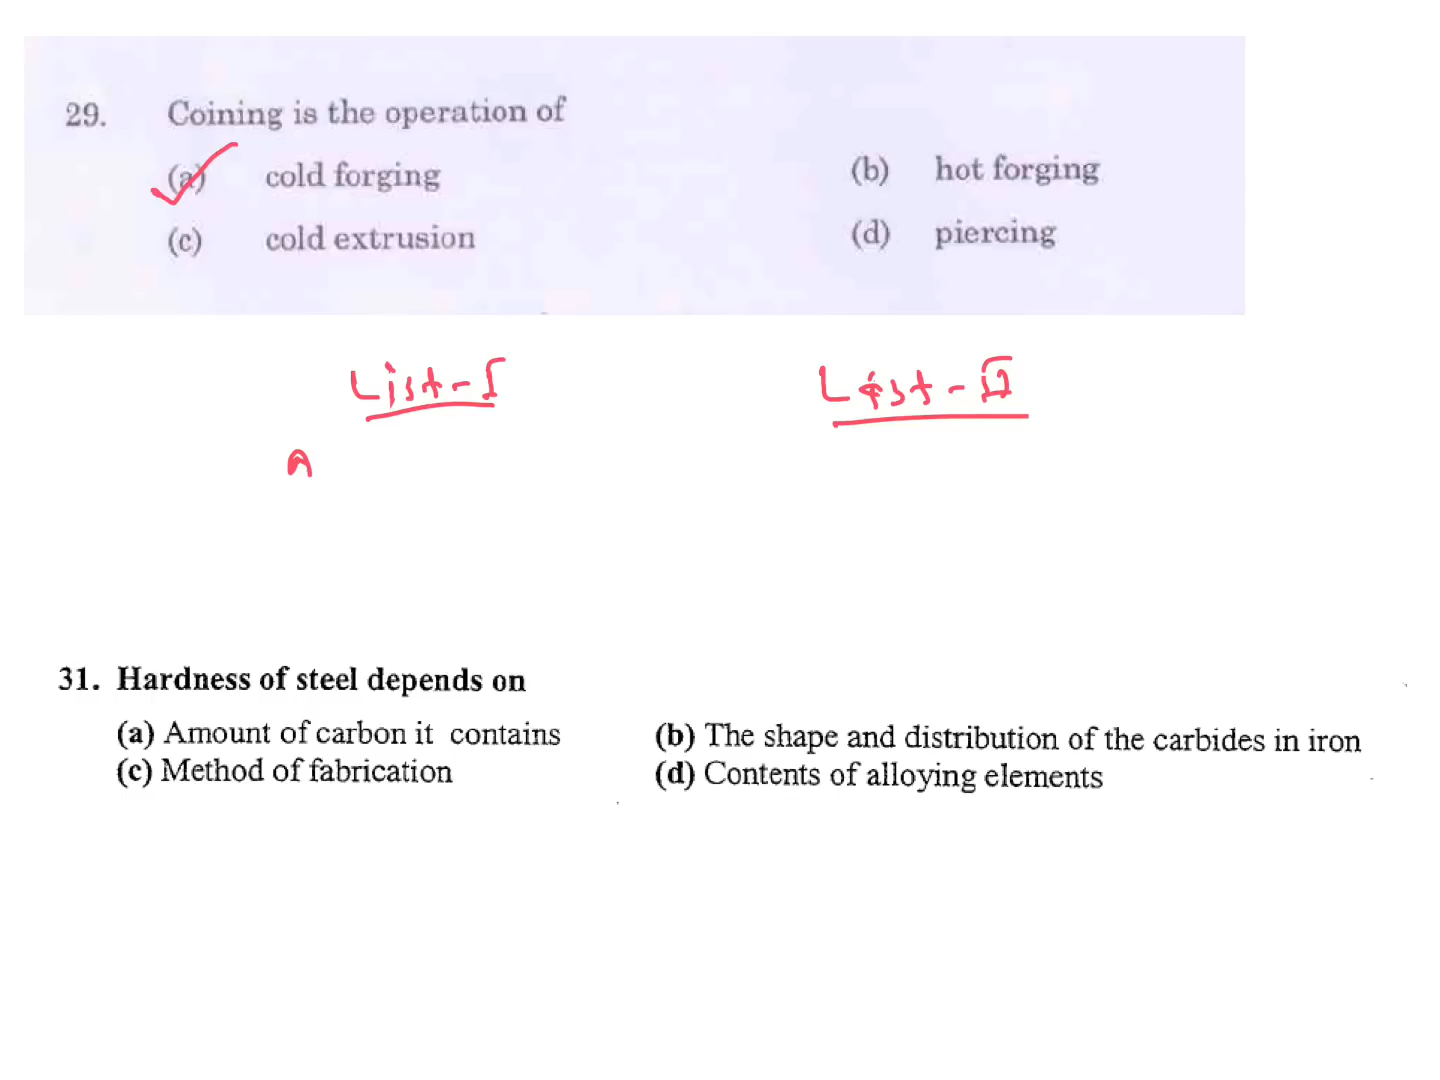 29. Coining is the operation of
(a) cold forging (b) hot forging
(c) cold extrusion (d) piercing
List-I List-II
A
31. Hardness of steel depends on
(a) Amount of carbon it contains (b) The shape and distribution of the carbides in iron
(c) Method of fabrication (d) Contents of alloying elements